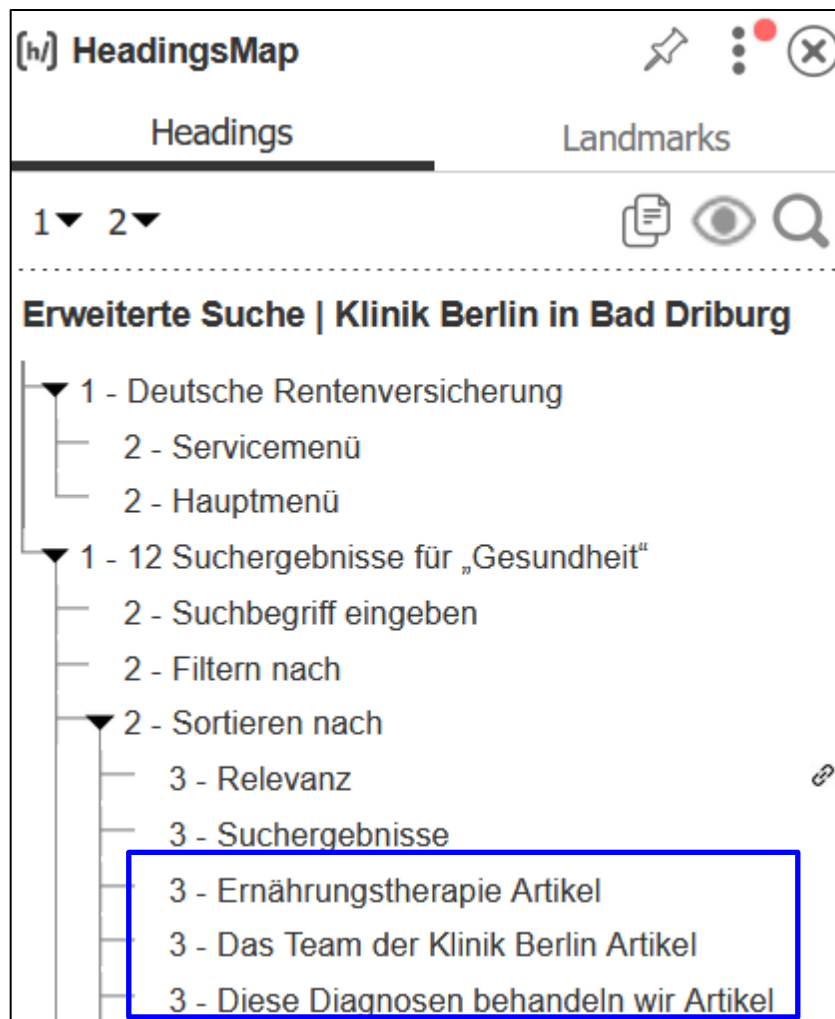 [h/] HeadingsMap
Headings Landmarks
1 2
Erweiterte Suche | Klinik Berlin in Bad Driburg
1 - Deutsche Rentenversicherung
2 - Servicemenü
2 - Hauptmenü
1 - 12 Suchergebnisse für „Gesundheit“
2 - Suchbegriff eingeben
2 - Filtern nach
2 - Sortieren nach
3 - Relevanz
3 - Suchergebnisse
3 - Ernährungstherapie Artikel
3 - Das Team der Klinik Berlin Artikel
3 - Diese Diagnosen behandeln wir Artikel